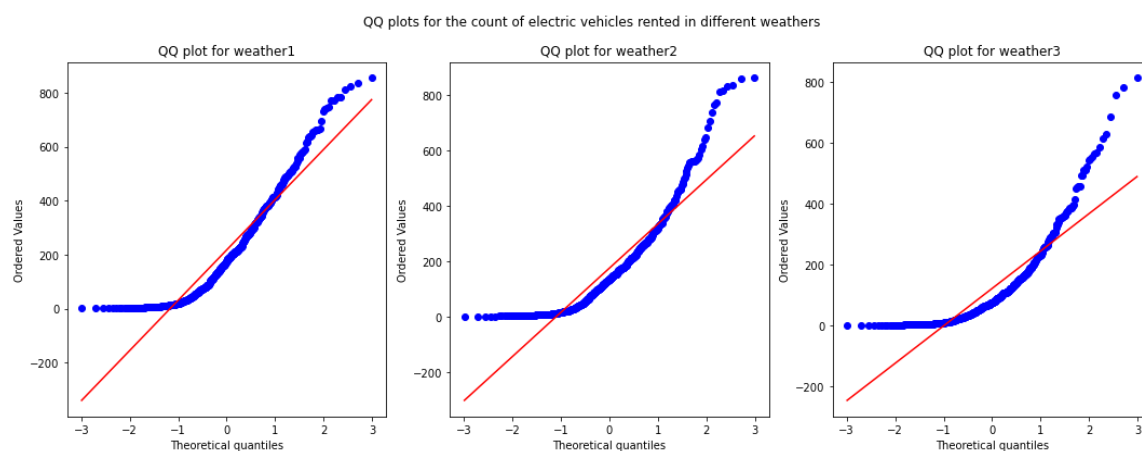 QQ plots for the count of electric vehicles rented in different weathers
QQ plot for weather1
QQ plot for weather2
QQ plot for weather3
Ordered Values
800
600
400
200
0
−200
−3 −2 −1 0 1 2 3
Theoretical quantiles
Ordered Values
800
600
400
200
0
−200
−3 −2 −1 0 1 2 3
Theoretical quantiles
Ordered Values
800
600
400
200
0
−200
−3 −2 −1 0 1 2 3
Theoretical quantiles